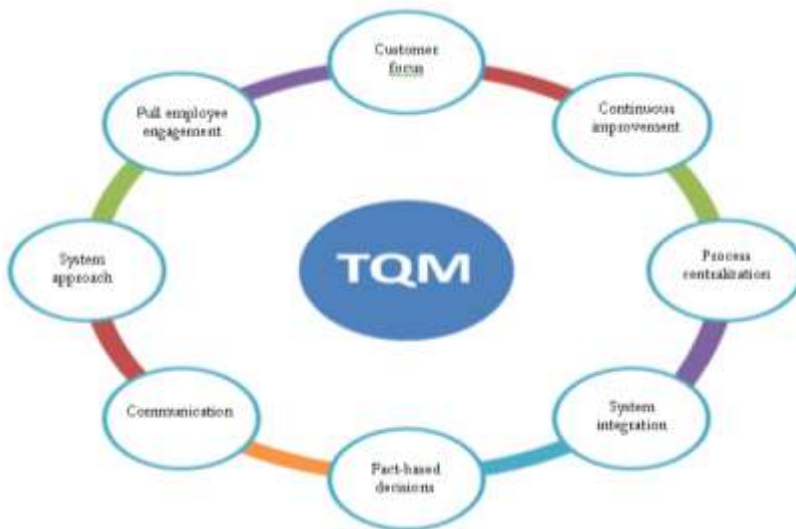 Customer
focus
Continuous
improvement
Process
centralization
System
integration
Fact-based
decisions
Communication
System
approach
Full employee
engagement
TQM